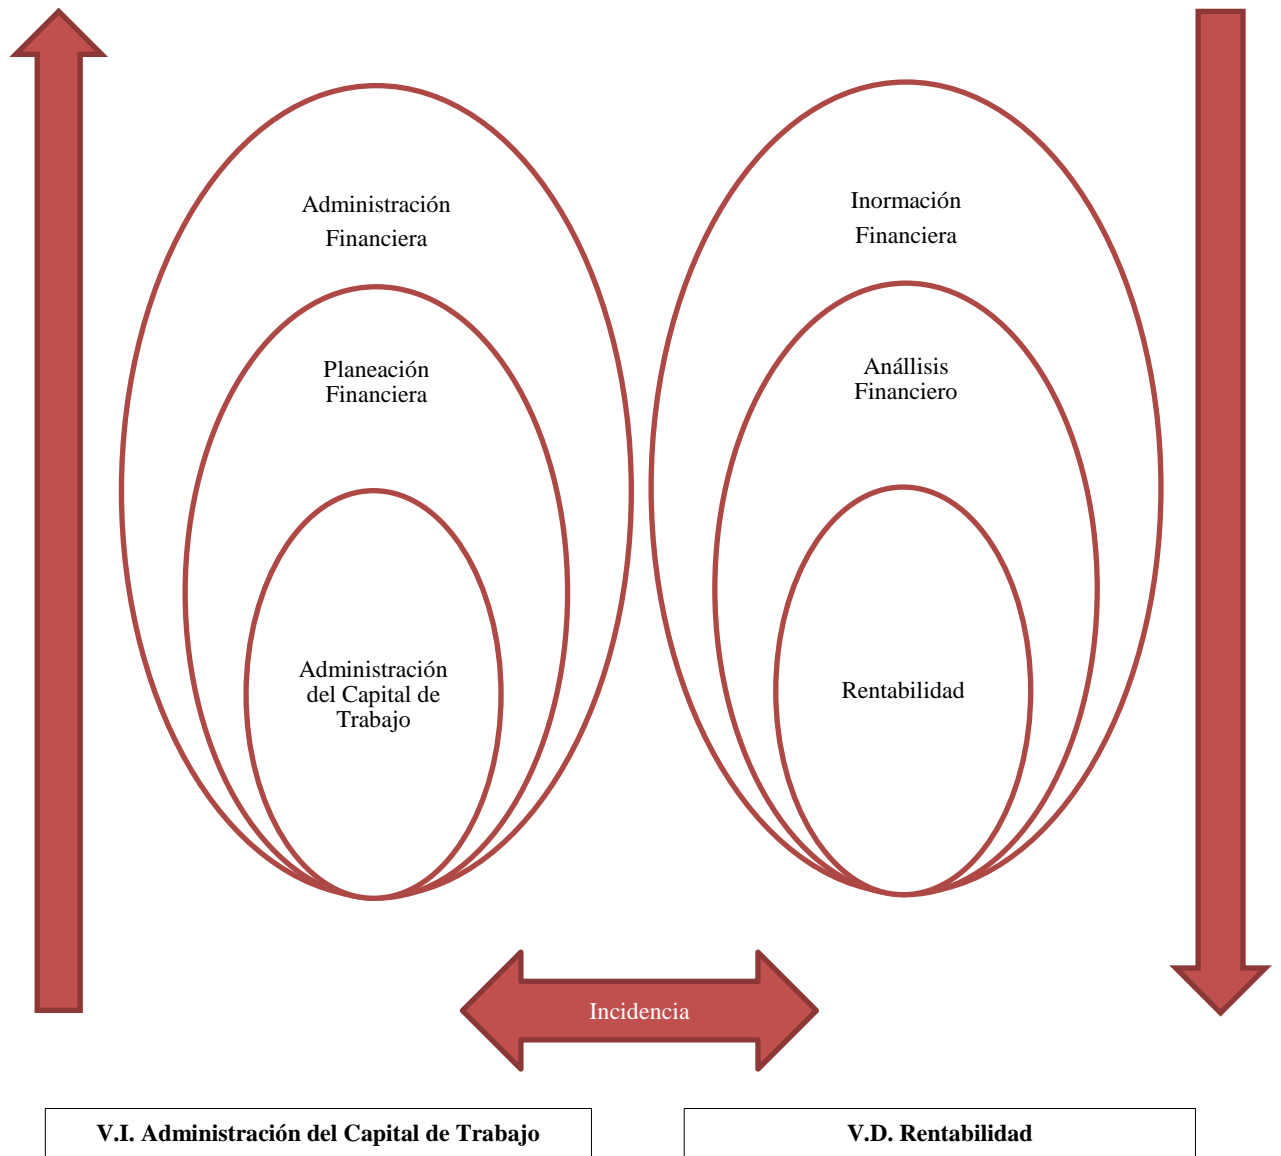 Administración
Financiera
Planeación
Financiera
Administración
del Capital de
Trabajo
Inormación
Financiera
Anállisis
Financiero
Rentabilidad
Incidencia
V.I. Administración del Capital de Trabajo
V.D. Rentabilidad